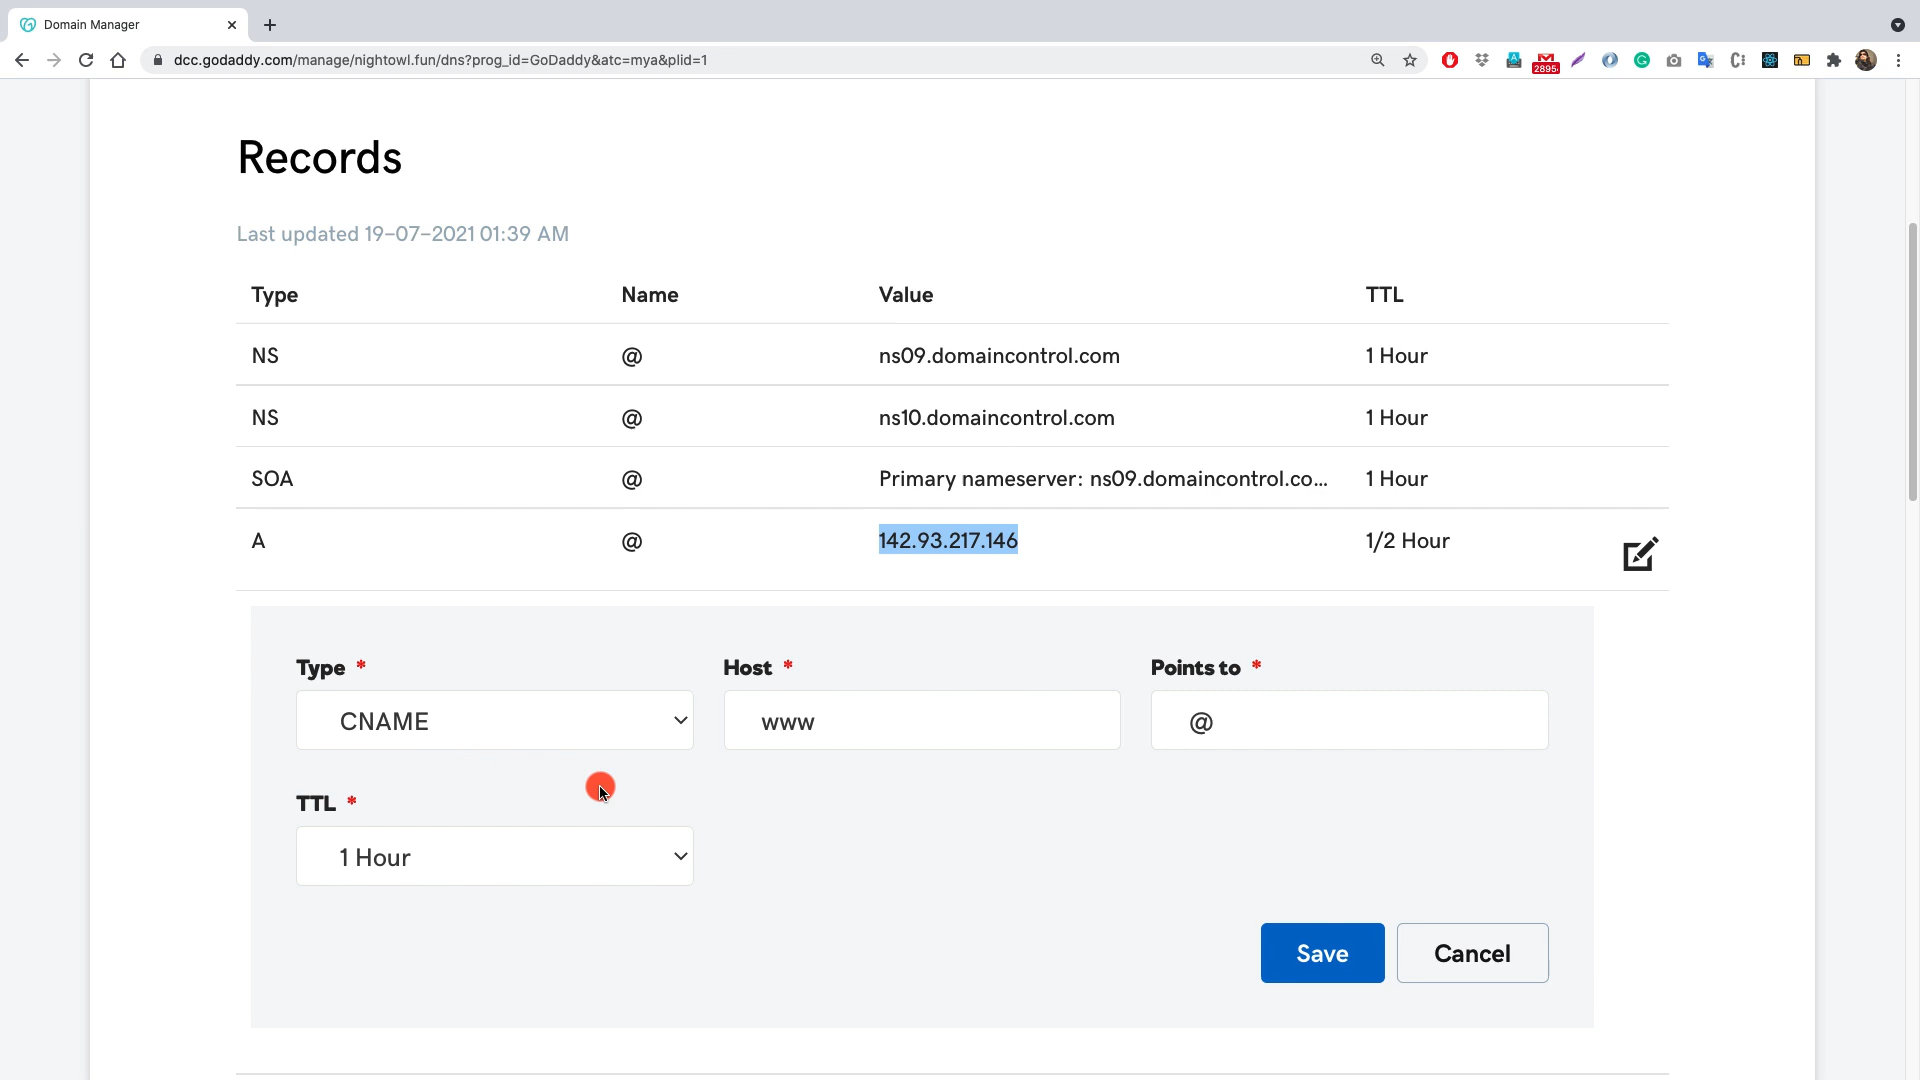 Domain Manager
dcc.godaddy.com/manage/nightowl.fun/dns?prog_id=GoDaddy&atc=mya&plid=1
2895
Records
Last updated 19-07-2021 01:39 AM
Type Name Value TTL
NS @ ns09.domaincontrol.com 1 Hour
NS @ ns10.domaincontrol.com 1 Hour
SOA @ Primary nameserver: ns09.domaincontrol.co... 1 Hour
A @ 142.93.217.146 1/2 Hour
Type * Host * Points to *
CNAME www @
TTL *
1 Hour
Save Cancel